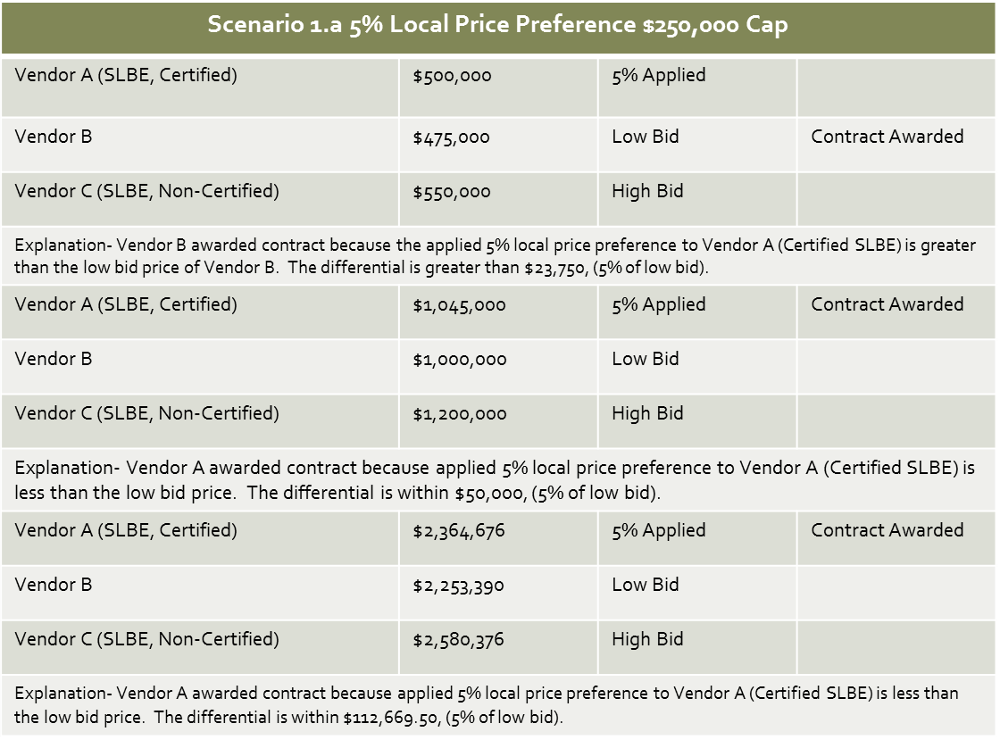 Scenario 1.a 5% Local Price Preference $250,000 Cap
Vendor A (SLBE, Certified) $500,000 5% Applied
Vendor B $475,000 Low Bid Contract Awarded
Vendor C (SLBE, Non-Certified) $550,000 High Bid
Explanation- Vendor B awarded contract because the applied 5% local price preference to Vendor A (Certified SLBE) is greater
than the low bid price of Vendor B. The differential is greater than $23,750, (5% of low bid).
Vendor A (SLBE, Certified) $1,045,000 5% Applied Contract Awarded
Vendor B $1,000,000 Low Bid
Vendor C (SLBE, Non-Certified) $1,200,000 High Bid
Explanation- Vendor A awarded contract because applied 5% local price preference to Vendor A (Certified SLBE) is
less than the low bid price. The differential is within $50,000, (5% of low bid).
Vendor A (SLBE, Certified) $2,364,676 5% Applied Contract Awarded
Vendor B $2,253,390 Low Bid
Vendor C (SLBE, Non-Certified) $2,580,376 High Bid
Explanation- Vendor A awarded contract because applied 5% local price preference to Vendor A (Certified SLBE) is less than
the low bid price. The differential is within $112,669.50, (5% of low bid).